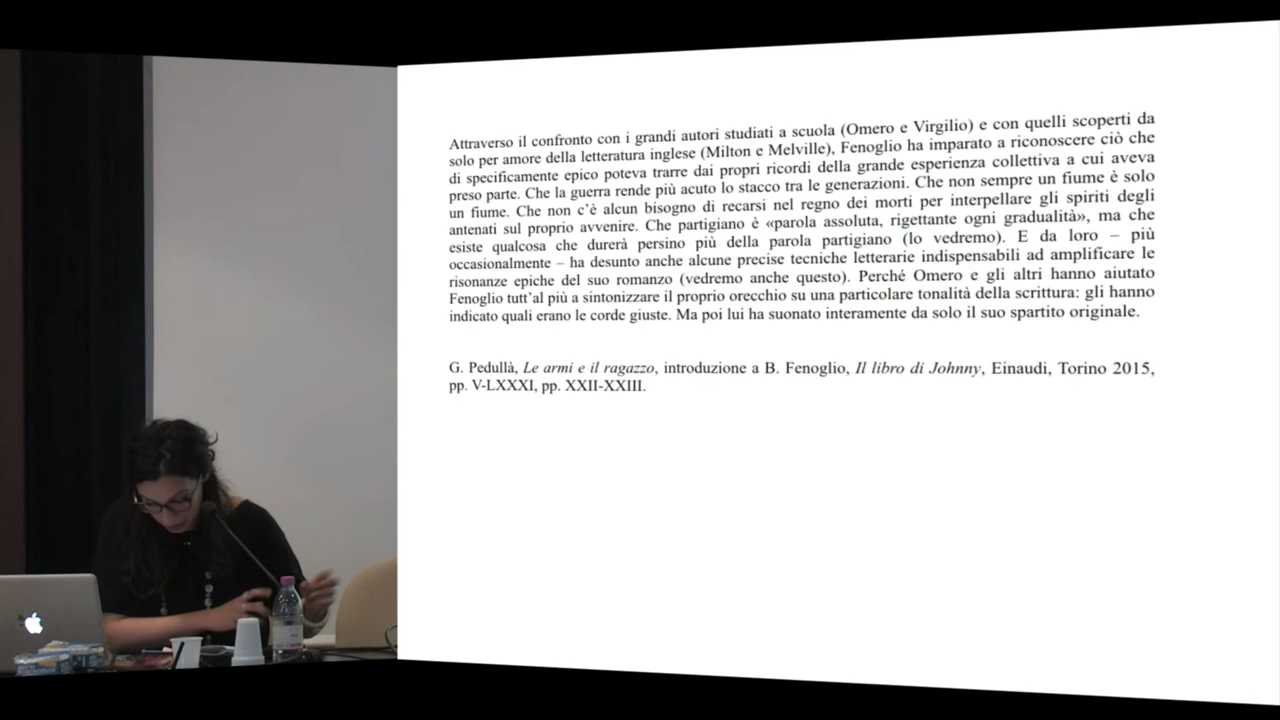 Attraverso il confronto con i grandi autori studiati a scuola (Omero e Virgilio) e con quelli scoperti da
solo per amore della letteratura inglese (Milton e Melville), Fenoglio ha imparato a riconoscere ciò che
di specificamente epico poteva trarre dai propri ricordi della grande esperienza collettiva a cui aveva
preso parte. Che la guerra rende più acuto lo stacco tra le generazioni. Che non sempre un fiume è solo
un fiume. Che non c'è alcun bisogno di recarsi nel regno dei morti per interpellare gli spiriti degli
antenati sul proprio avvenire. Che partigiano è «parola assoluta, rigettante ogni gradualità», ma che
esiste qualcosa che durerà persino più della parola partigiano (lo vedremo). E da loro – più
occasionalmente – ha desunto anche alcune precise tecniche letterarie indispensabili ad amplificare le
risonanze epiche del suo romanzo (vedremo anche questo). Perché Omero e gli altri hanno aiutato
Fenoglio tutt'al più a sintonizzare il proprio orecchio su una particolare tonalità della scrittura: gli hanno
indicato quali erano le corde giuste. Ma poi lui ha suonato interamente da solo il suo spartito originale.
G. Pedullà, Le armi e il ragazzo, introduzione a B. Fenoglio, Il libro di Johnny, Einaudi, Torino 2015,
pp. V-LXXXI, pp. XXII-XXIII.